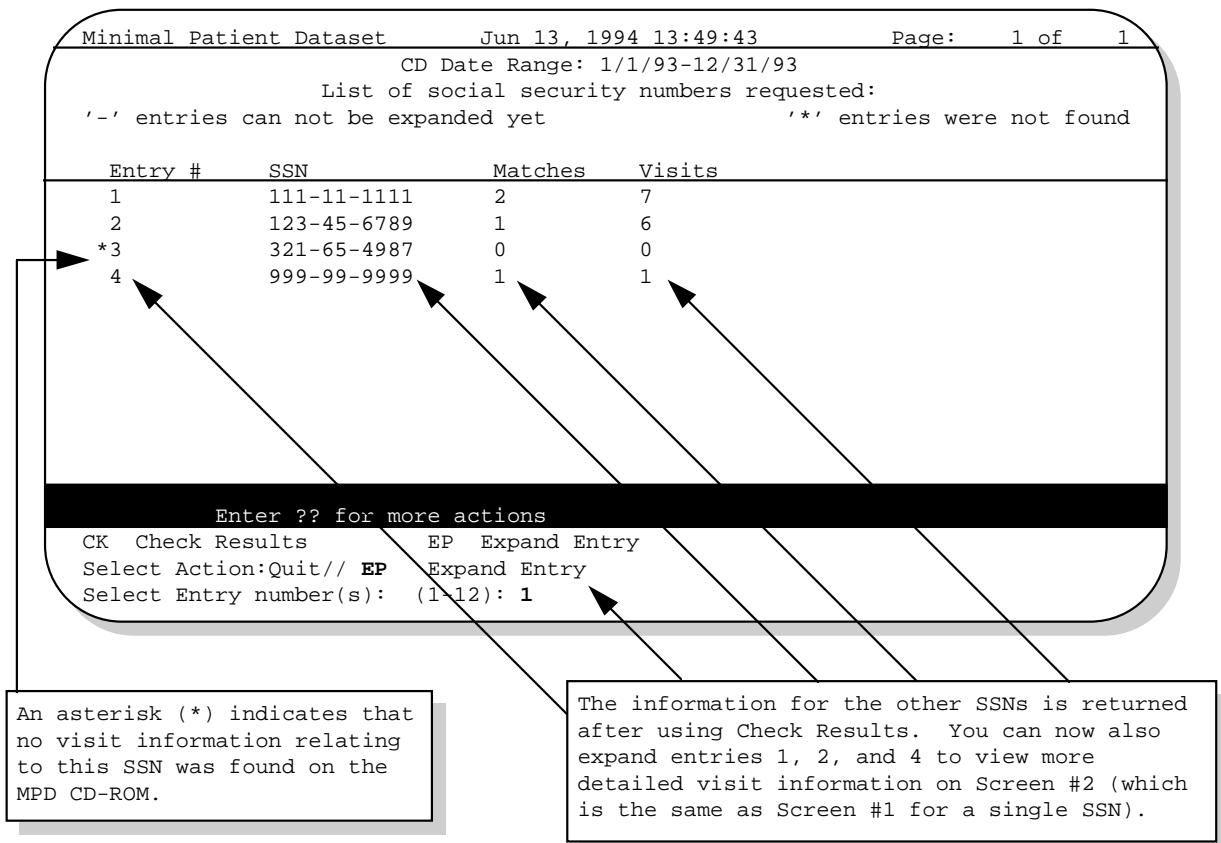 Minimal Patient Dataset Jun 13, 1994 13:49:43 Page: 1 of 1
CD Date Range: 1/1/93-12/31/93
List of social security numbers requested:
'-' entries can not be expanded yet '*' entries were not found
Entry # SSN Matches Visits
1 111-11-1111 2 7
2 123-45-6789 1 6
*3 321-65-4987 0 0
4 999-99-9999 1 1
Enter ?? for more actions
CK Check Results EP Expand Entry
Select Action:Quit// EP Expand Entry
Select Entry number(s): (1-12): 1
An asterisk (*) indicates that
no visit information relating
to this SSN was found on the
MPD CD-ROM.
The information for the other SSNs is returned
after using Check Results. You can now also
expand entries 1, 2, and 4 to view more
detailed visit information on Screen #2 (which
is the same as Screen #1 for a single SSN).